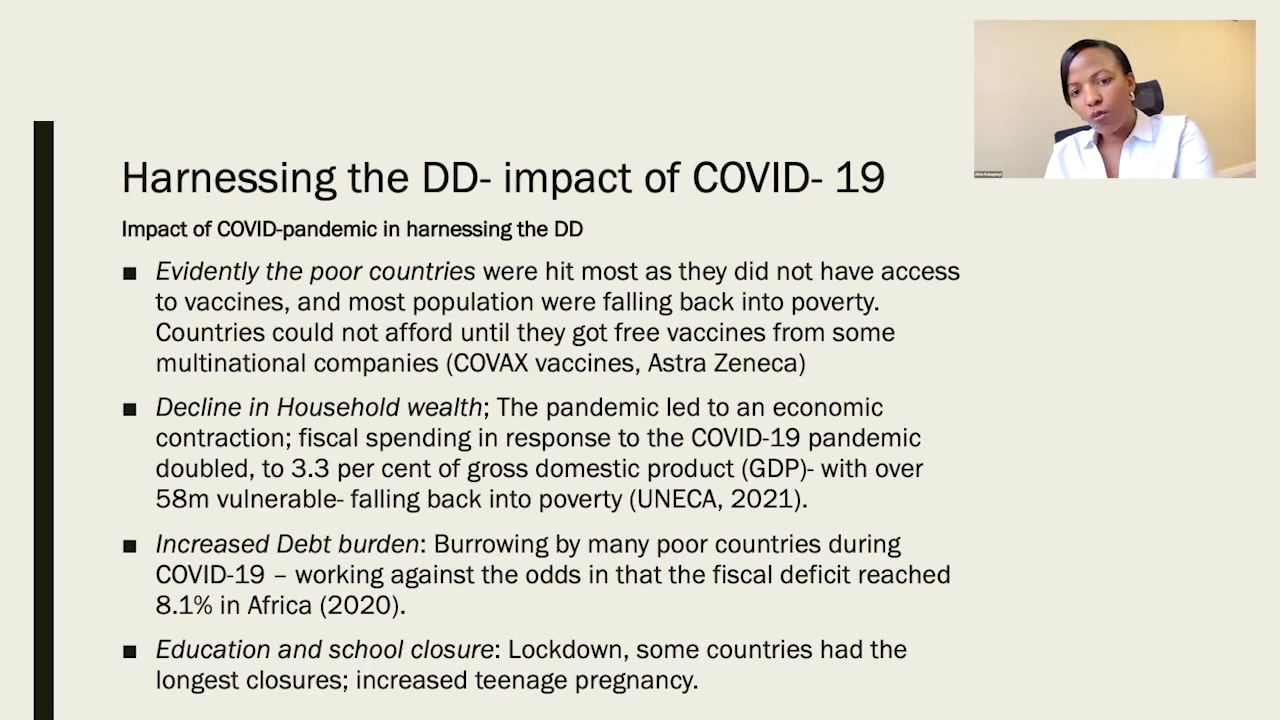 Harnessing the DD- impact of COVID- 19
Impact of COVID-pandemic in harnessing the DD
■ Evidently the poor countries were hit most as they did not have access
to vaccines, and most population were falling back into poverty.
Countries could not afford until they got free vaccines from some
multinational companies (COVAX vaccines, Astra Zeneca)
■ Decline in Household wealth; The pandemic led to an economic
contraction; fiscal spending in response to the COVID-19 pandemic
doubled, to 3.3 per cent of gross domestic product (GDP)- with over
58m vulnerable- falling back into poverty (UNECA, 2021).
■ Increased Debt burden: Burrowing by many poor countries during
COVID-19 – working against the odds in that the fiscal deficit reached
8.1% in Africa (2020).
■ Education and school closure: Lockdown, some countries had the
longest closures; increased teenage pregnancy.